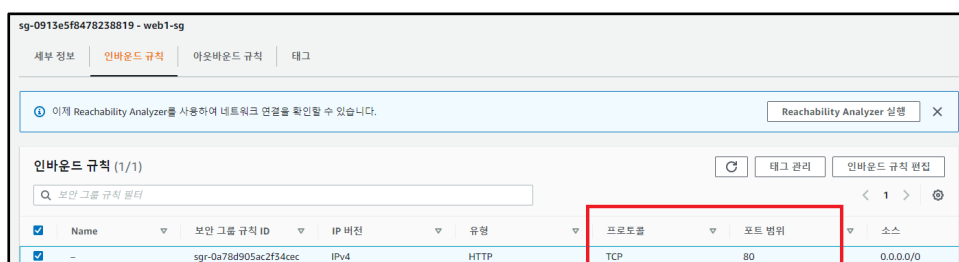 sg-0913e5f8478238819 - web1-sg
세부 정보 인바운드 규칙 아웃바운드 규칙 태그
이제 Reachability Analyzer를 사용하여 네트워크 연결을 확인할 수 있습니다. Reachability Analyzer 실행
인바운드 규칙 (1/1) 태그 관리 인바운드 규칙 편집
보안 그룹 규칙 필터 1
Name 보안 그룹 규칙 ID IP 버전 유형 프로토콜 포트 범위 소스
- sgr-0a78d905ac2f34cec IPv4 HTTP TCP 80 0.0.0.0/0